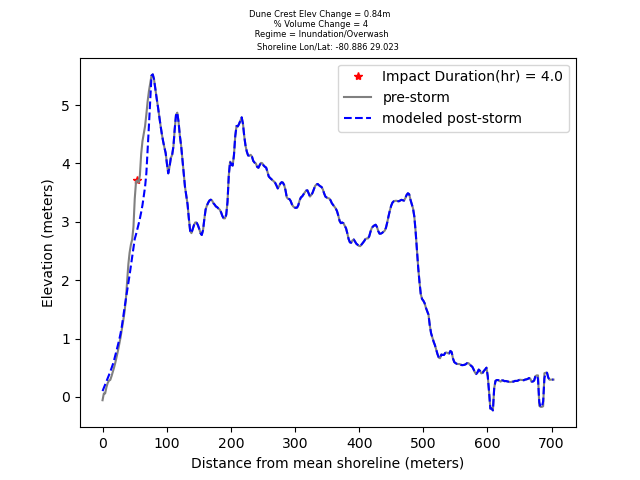 Dune Crest Elev Change = 0.84m
% Volume Change = 4
Regime = Inundation/Overwash
Shoreline Lon/Lat: -80.886 29.023
Impact Duration(hr) = 4.0
pre-storm
modeled post-storm
Elevation (meters)
5
4
3
2
1
0
0 100 200 300 400 500 600 700
Distance from mean shoreline (meters)